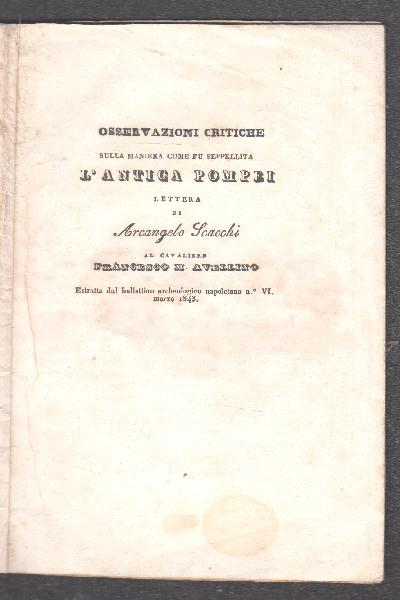 OSSERVAZIONI CRITICHE
SULLA MANIERA COME FU SEPPELLITA
L'ANTICA POMPEI
LETTERA
DI
Arcangelo Scacchi
AL CAVALIERE
FRANCESCO M. AVELLINO
Estratta dal bullettino archeologico napoletano n.° VI.
marzo 1843.